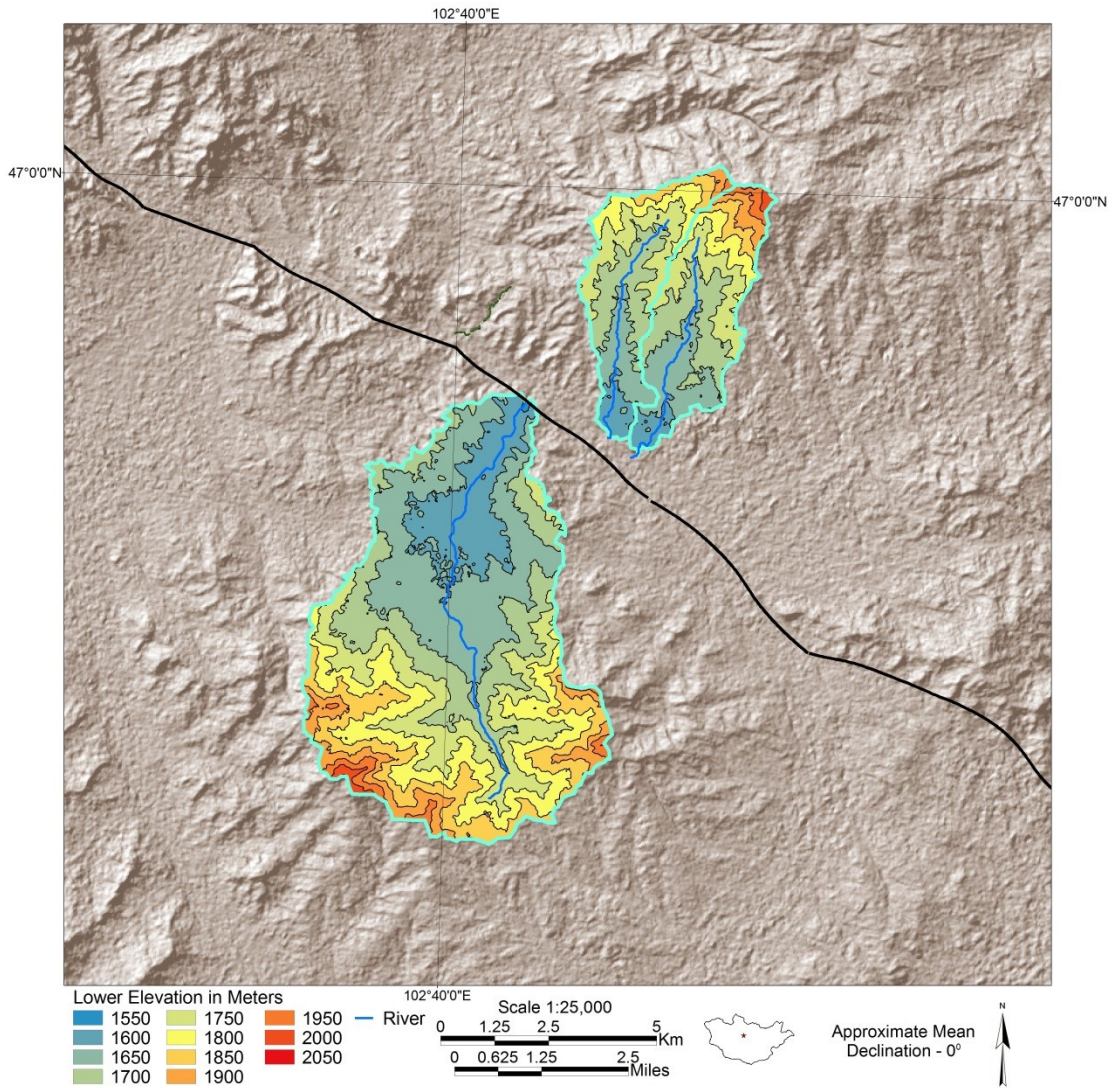 102°40'0"E
47°0'0"N
47°0'0"N
102°40'0"E
Lower Elevation in Meters
1550 1750 1950
1600 1800 2000
1650 1850 2050
1700 1900
River
Scale 1:25,000
0 1.25 2.5 5
Km
0 0.625 1.25 2.5
Miles
Approximate Mean
Declination - 0⁰
N